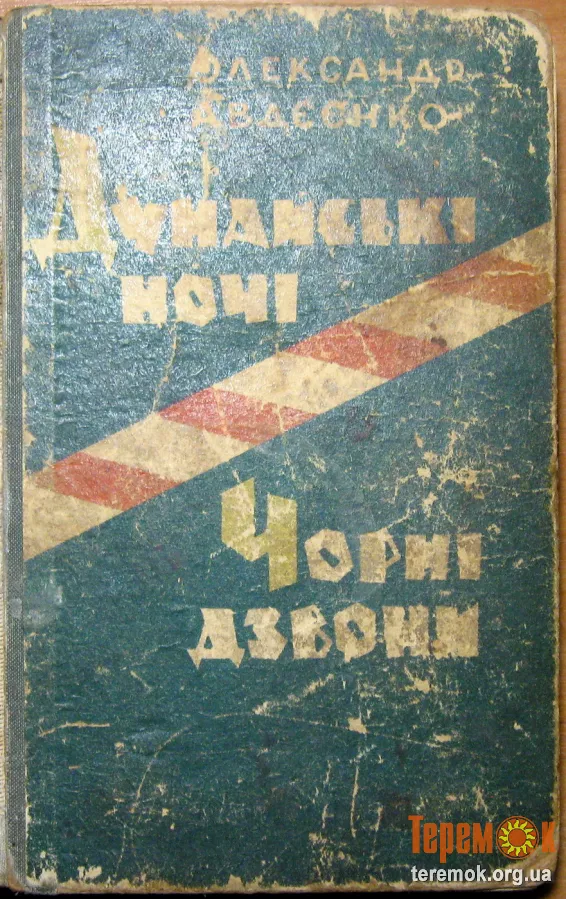 Олександр
Авдєєнко
Дунайські
ночі
Чорні
дзвони
Теремок
teremok.org.ua